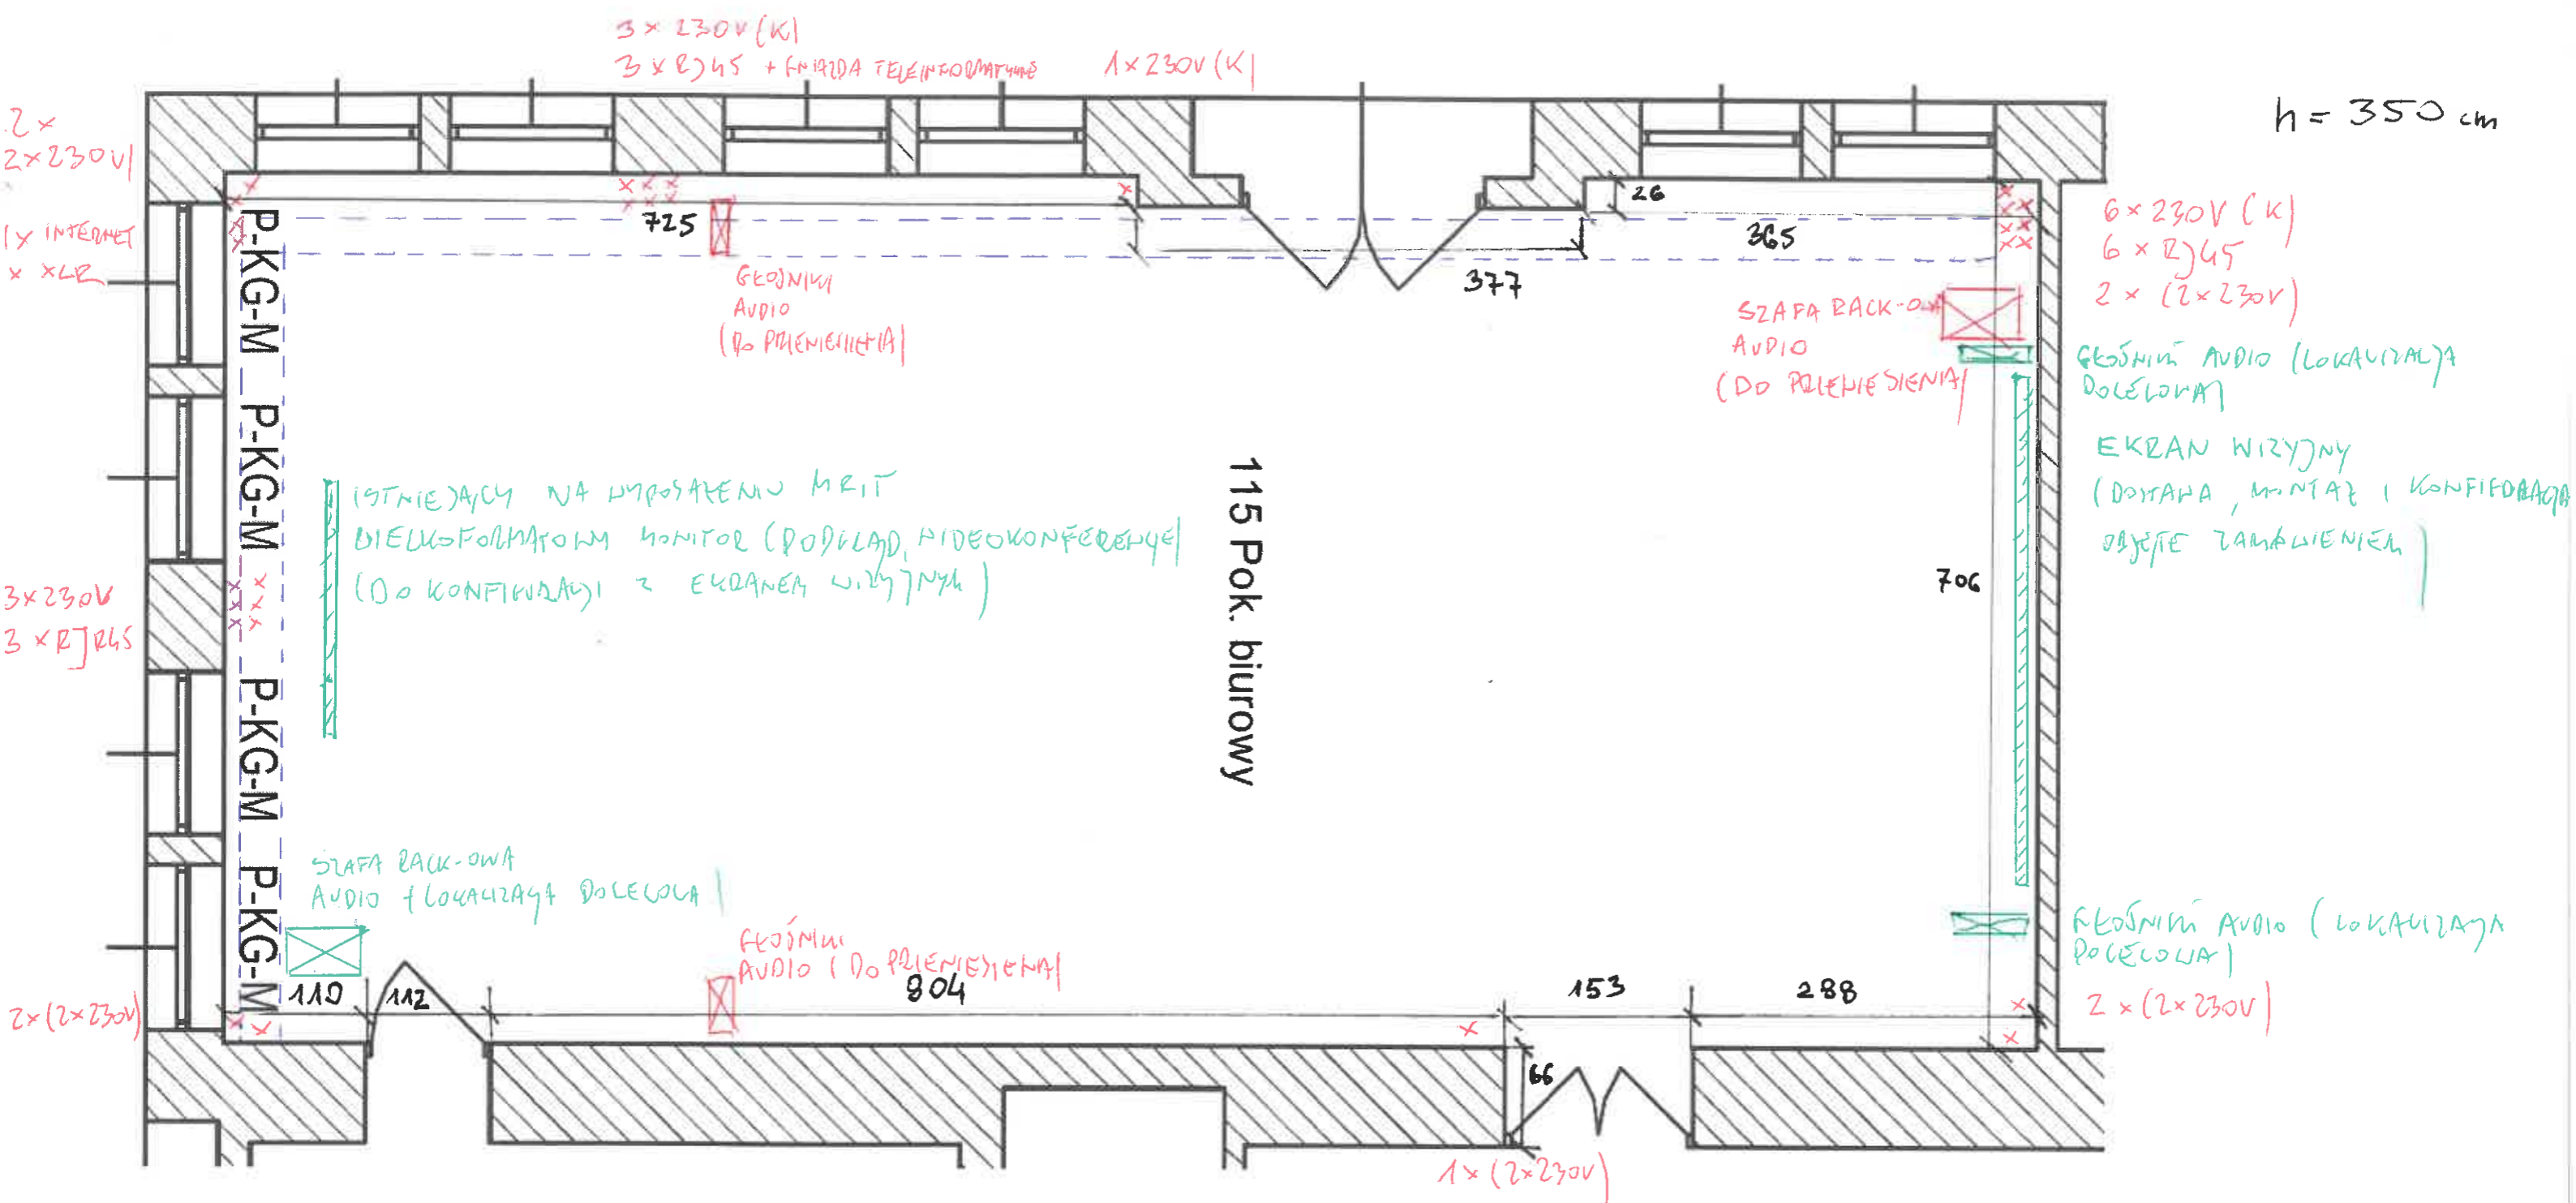 3 x 230V (K)
3 x RJ45 + GNIAZDA TELEINFORMATYCZNE
1 x 230V (K)
h = 350 cm
2 x
2 x 230V)
1 x INTERNET
x XLR
3 x 230V
3 x RJR45
2 x (2 x 230V)
P-KG-M P-KG-M P-KG-M P-KG-M
725
26
365
377
GŁOŚNIKI
AUDIO
(DO PRZENIESIENIA)
SZAFA RACK-OWA
AUDIO
(DO PRZENIESIENIA)
6 x 230V (K)
6 x RJ45
2 x (2 x 230V)
GŁOŚNIKI AUDIO (LOKALIZACJA
DOCELOWA)
EKRAN WIZYJNY
(DOSTAWA, MONTAŻ I KONFIGURACJA
OBJĘTE ZAMÓWIENIEM)
ISTNIEJĄCY NA WYPOSAŻENIU MRIT
WIELKOFORMATOWY MONITOR (PODGLĄD, WIDEOKONFERENCJE)
(DO KONFIGURACJI Z EKRANEM WIZYJNYM)
115 Pok. biurowy
706
SZAFA RACK-OWA
AUDIO (LOKALIZACJA DOCELOWA)
GŁOŚNIKI
AUDIO (DO PRZENIESIENIA)
GŁOŚNIKI AUDIO (LOKALIZACJA
DOCELOWA)
2 x (2 x 230V)
110
112
804
153
288
66
1 x (2 x 230V)